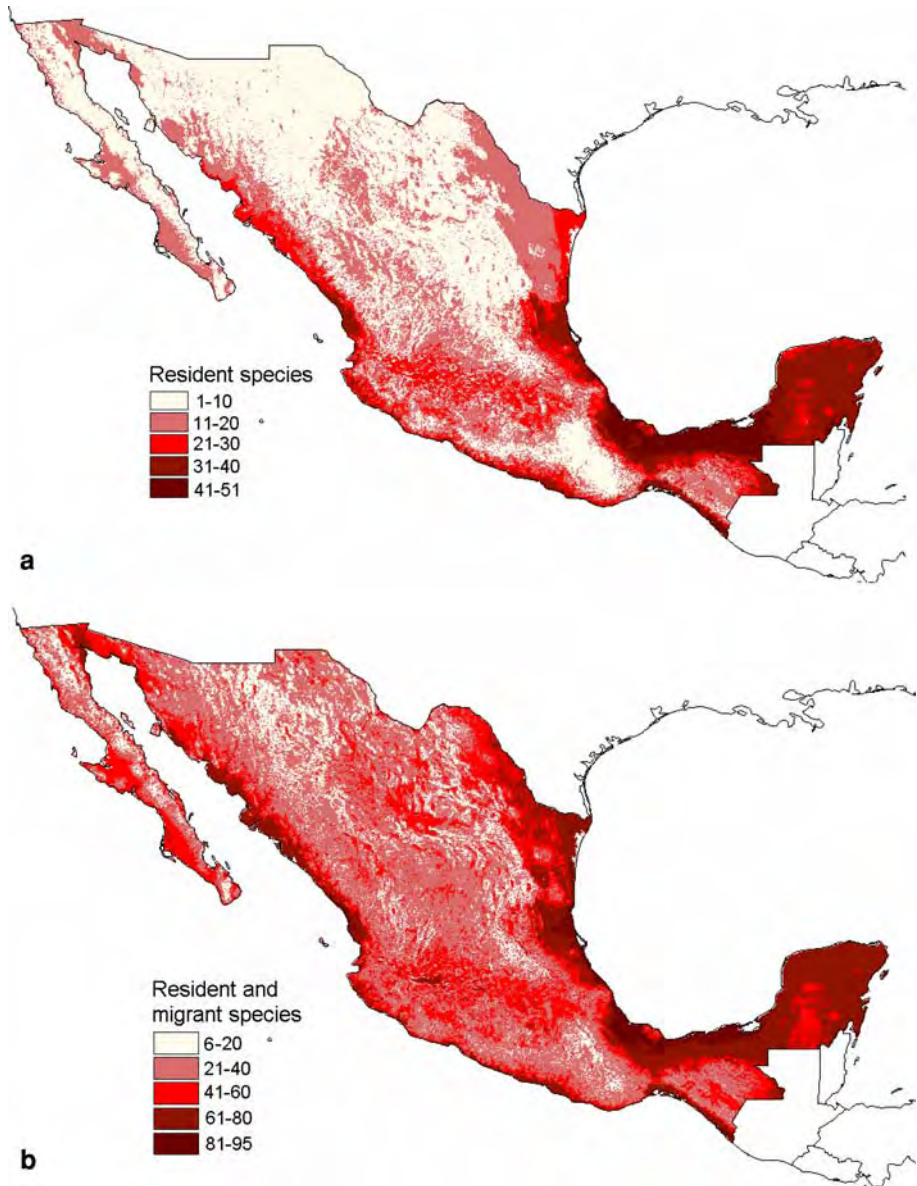 Resident species
1-10
11-20
21-30
31-40
41-51
a
Resident and
migrant species
6-20
21-40
41-60
61-80
81-95
b